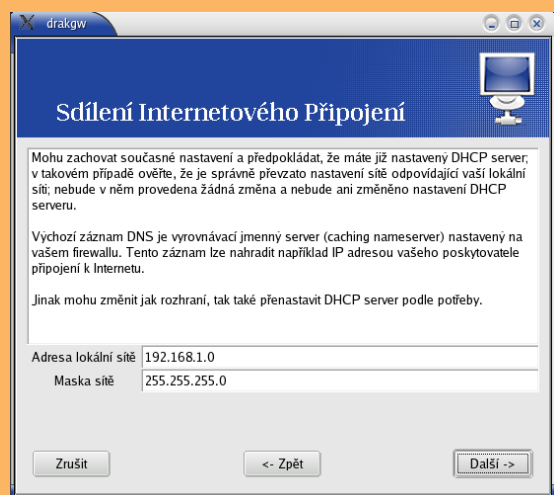 drakgw
Sdílení Internetového Připojení
Mohu zachovat současné nastavení a předpokládat, že máte již nastavený DHCP server;
v takovém případě ověřte, že je správně převzato nastavení sítě odpovídající vaší lokální
síti; nebude v něm provedena žádná změna a nebude ani změněno nastavení DHCP
serveru.
Výchozí záznam DNS je vyrovnávací jmenný server (caching nameserver) nastavený na
vašem firewallu. Tento záznam lze nahradit například IP adresou vašeho poskytovatele
připojení k Internetu.
Jinak mohu změnit jak rozhraní, tak také přenastavit DHCP server podle potřeby.
Adresa lokální sítě 192.168.1.0
Maska sítě 255.255.255.0
Zrušit <- Zpět Další ->